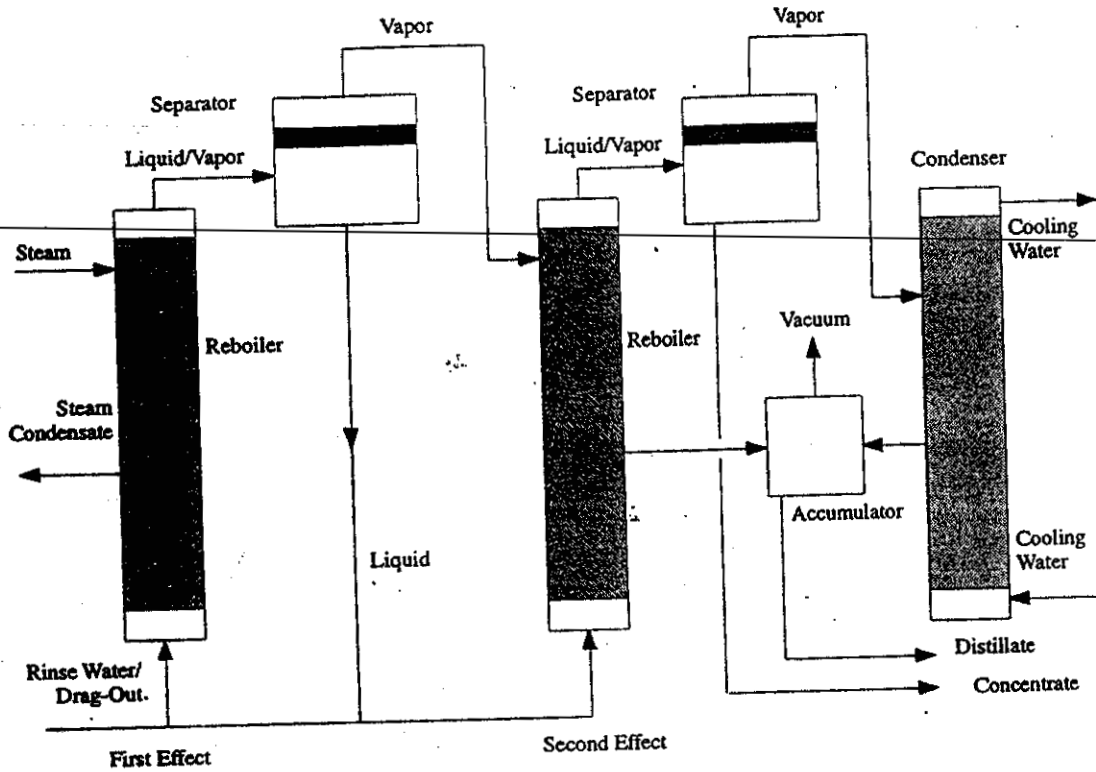 Vapor
Vapor
Separator
Separator
Liquid/Vapor
Liquid/Vapor
Condenser
Steam
Cooling
Water
Vacuum
Reboiler
Reboiler
Steam
Condensate
Accumulator
Cooling
Water
Liquid
Rinse Water/
Drag-Out.
Distillate
Concentrate
First Effect
Second Effect